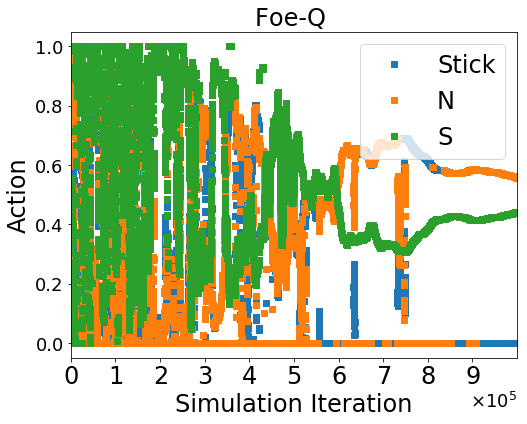 Foe-Q
1.0
0.8
0.6
0.4
0.2
0.0
Action
Stick
N
S
0 1 2 3 4 5 6 7 8 9
Simulation Iteration
×10⁵